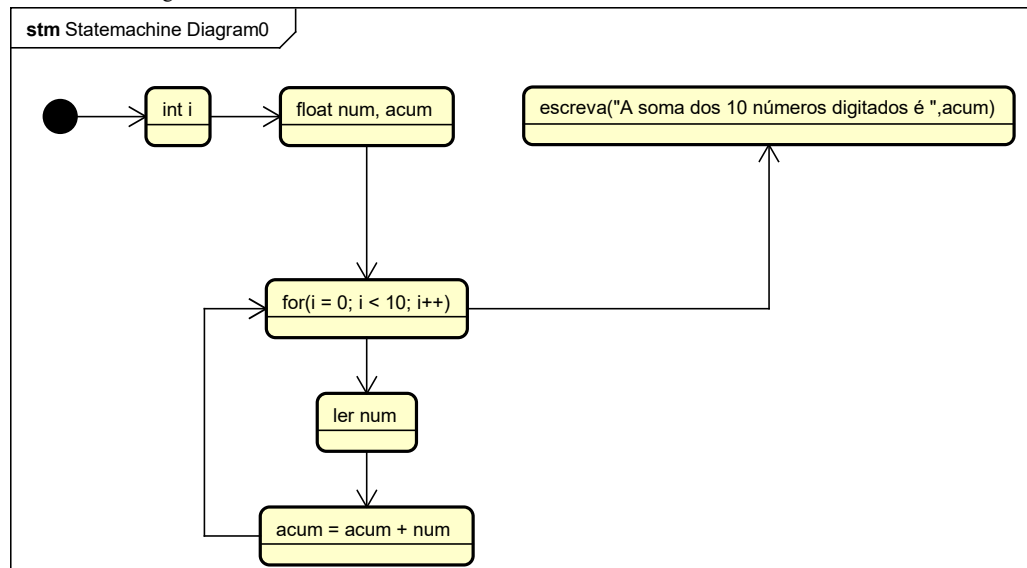 stm Statemachine Diagram0
int i
float num, acum
escreva("A soma dos 10 números digitados é ",acum)
for(i = 0; i < 10; i++)
ler num
acum = acum + num